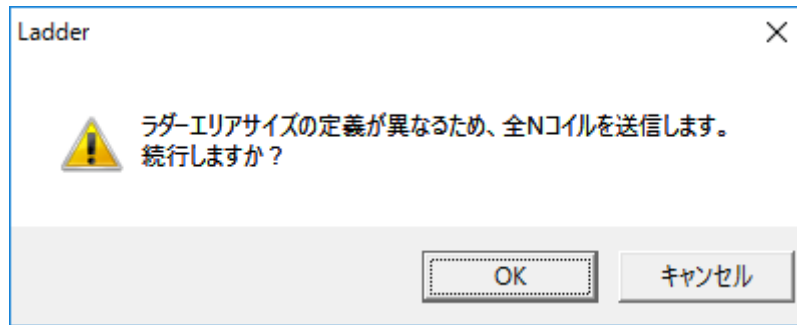 Ladder
ラダーエリアサイズの定義が異なるため、全Nコイルを送信します。
続行しますか？
OK
キャンセル